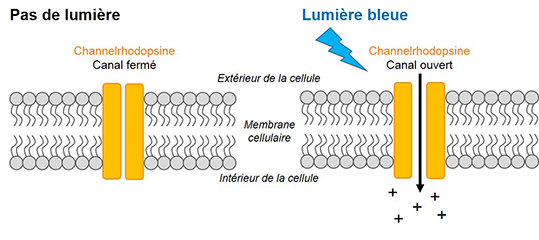 Pas de lumière
Channelrhodopsine
Canal fermé
Lumière bleue
Channelrhodopsine
Canal ouvert
Extérieur de la cellule
Membrane
cellulaire
Intérieur de la cellule
+ +
+ + +